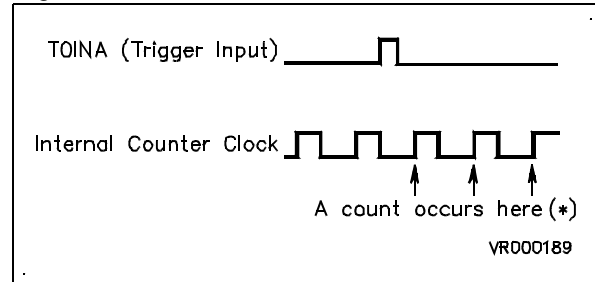 T0INA (Trigger Input)
Internal Counter Clock
A count occurs here (*)
VR000189